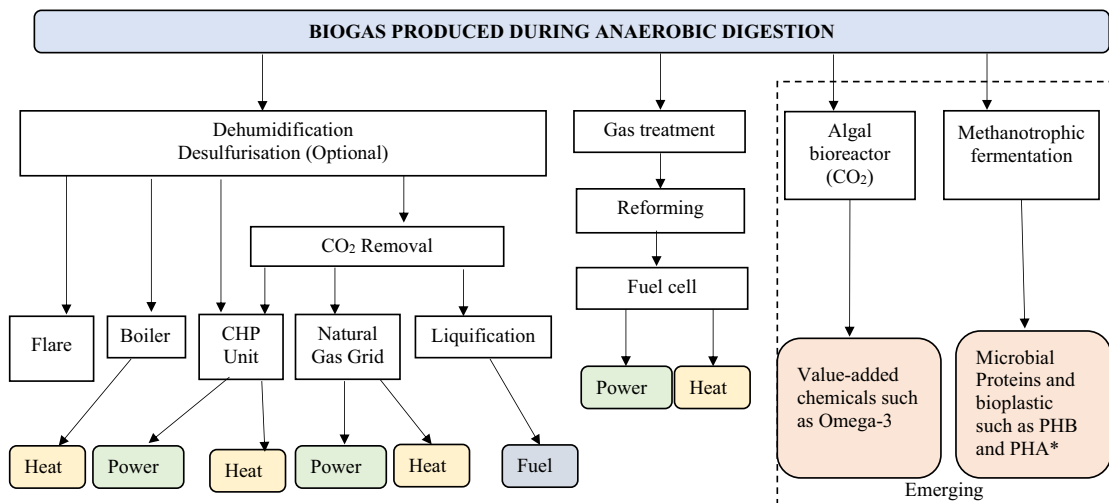 BIOGAS PRODUCED DURING ANAEROBIC DIGESTION
Dehumidification
Desulfurisation (Optional)
Gas treatment
Algal
bioreactor
(CO₂)
Methanotrophic
fermentation
Reforming
CO₂ Removal
Fuel cell
Flare
Boiler
CHP
Unit
Natural
Gas Grid
Liquification
Power
Heat
Value-added
chemicals such
as Omega-3
Microbial
Proteins and
bioplastic
such as PHB
and PHA*
Heat
Power
Heat
Power
Heat
Fuel
Emerging